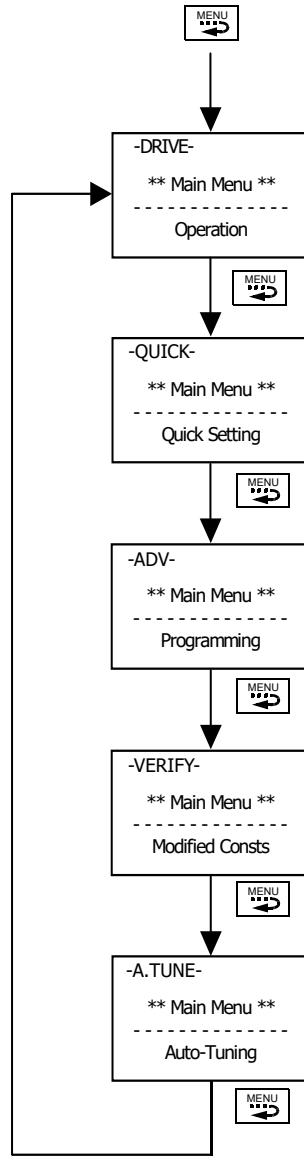 MENU
-DRIVE-
** Main Menu **
- - - - - - - - - - - - - -
Operation
MENU
-QUICK-
** Main Menu **
- - - - - - - - - - - - - -
Quick Setting
MENU
-ADV-
** Main Menu **
- - - - - - - - - - - - - -
Programming
MENU
-VERIFY-
** Main Menu **
- - - - - - - - - - - - - -
Modified Consts
MENU
-A.TUNE-
** Main Menu **
- - - - - - - - - - - - - -
Auto-Tuning
MENU